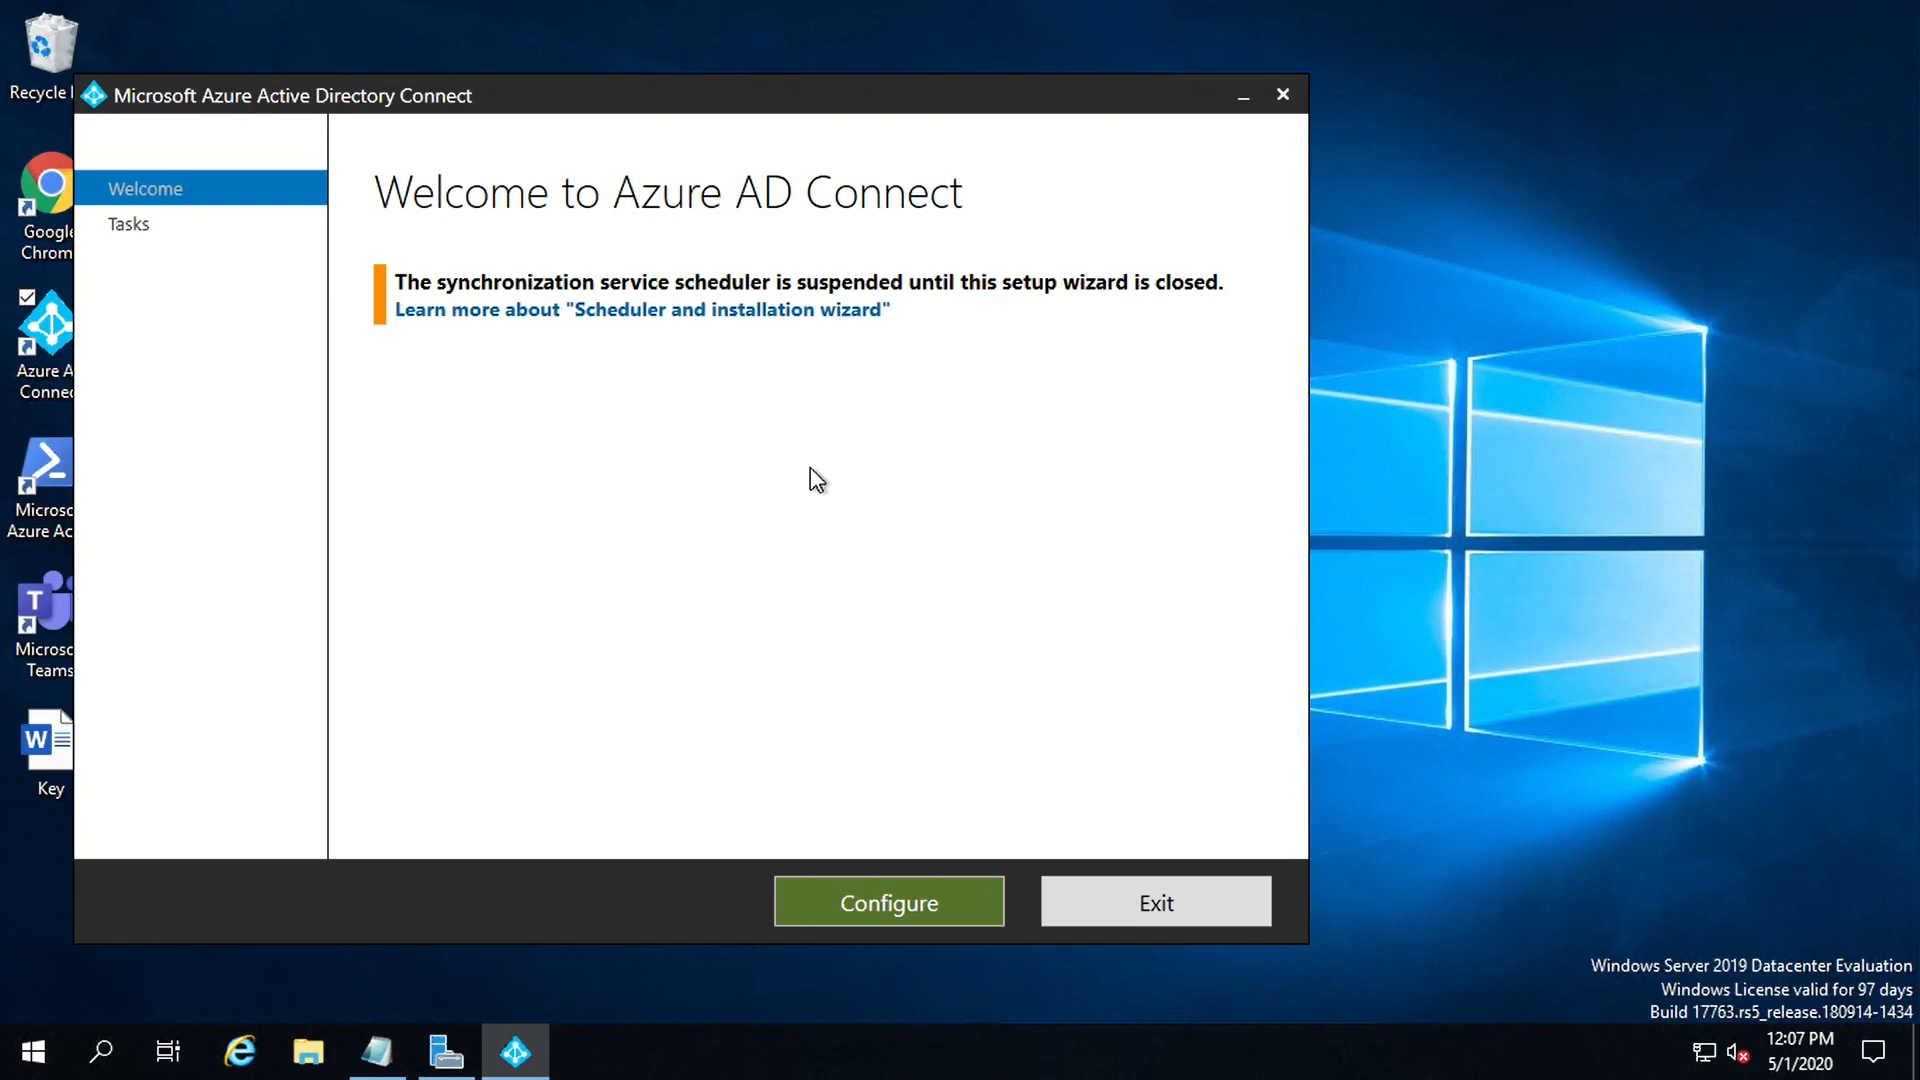 Recycle
Google
Chrom
Azure A
Connec
Microsc
Azure Ac
T
Microsc
Teams
W
Key
Microsoft Azure Active Directory Connect
Welcome
Tasks
Welcome to Azure AD Connect
The synchronization service scheduler is suspended until this setup wizard is closed.
Learn more about "Scheduler and installation wizard"
Configure
Exit
Windows Server 2019 Datacenter Evaluation
Windows License valid for 97 days
Build 17763.rs5_release.180914-1434
12:07 PM
5/1/2020